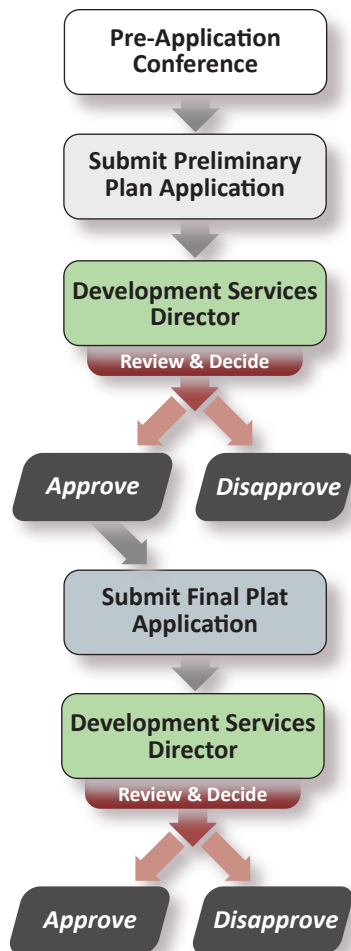 Pre-Application
Conference
Submit Preliminary
Plan Application
Development Services
Director
Review & Decide
Approve
Disapprove
Submit Final Plat
Application
Development Services
Director
Review & Decide
Approve
Disapprove